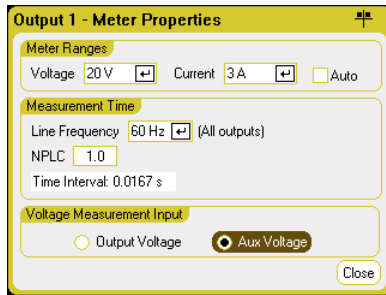 Output 1 - Meter Properties
Meter Ranges
Voltage 20 V Current 3 A Auto
Measurement Time
Line Frequency 60 Hz (All outputs)
NPLC 1.0
Time Interval: 0.0167 s
Voltage Measurement Input
Output Voltage Aux Voltage
Close